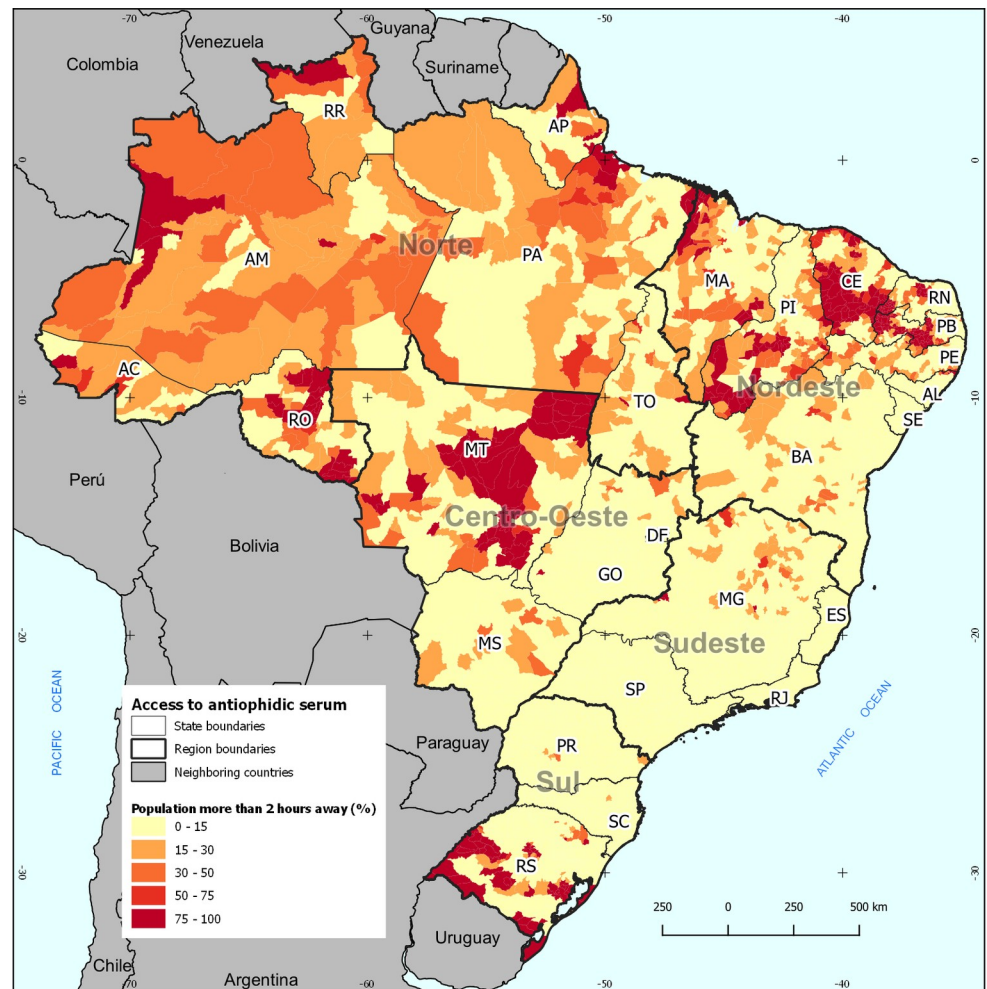 -70
-60
-50
-40
Guyana
Venezuela
Colombia
Suriname
RR
AP
0
0
Norte
AM
PA
MA
CE
PI
RN
PB
PE
AC
Nordeste
AL
-10
RO
TO
SE
-10
MT
BA
Perú
Centro-Oeste
DF
Bolivia
GO
MG
ES
-20
MS
Sudeste
SP
RJ
PACIFIC OCEAN
ATLANTIC OCEAN
Access to antiophidic serum
State boundaries
Region boundaries
Neighboring countries
Population more than 2 hours away (%)
0 - 15
15 - 30
30 - 50
50 - 75
75 - 100
Paraguay
PR
Sul
SC
RS
-30
250 0 250 500 km
Uruguay
Chile
Argentina
-70
-60
-50
-40